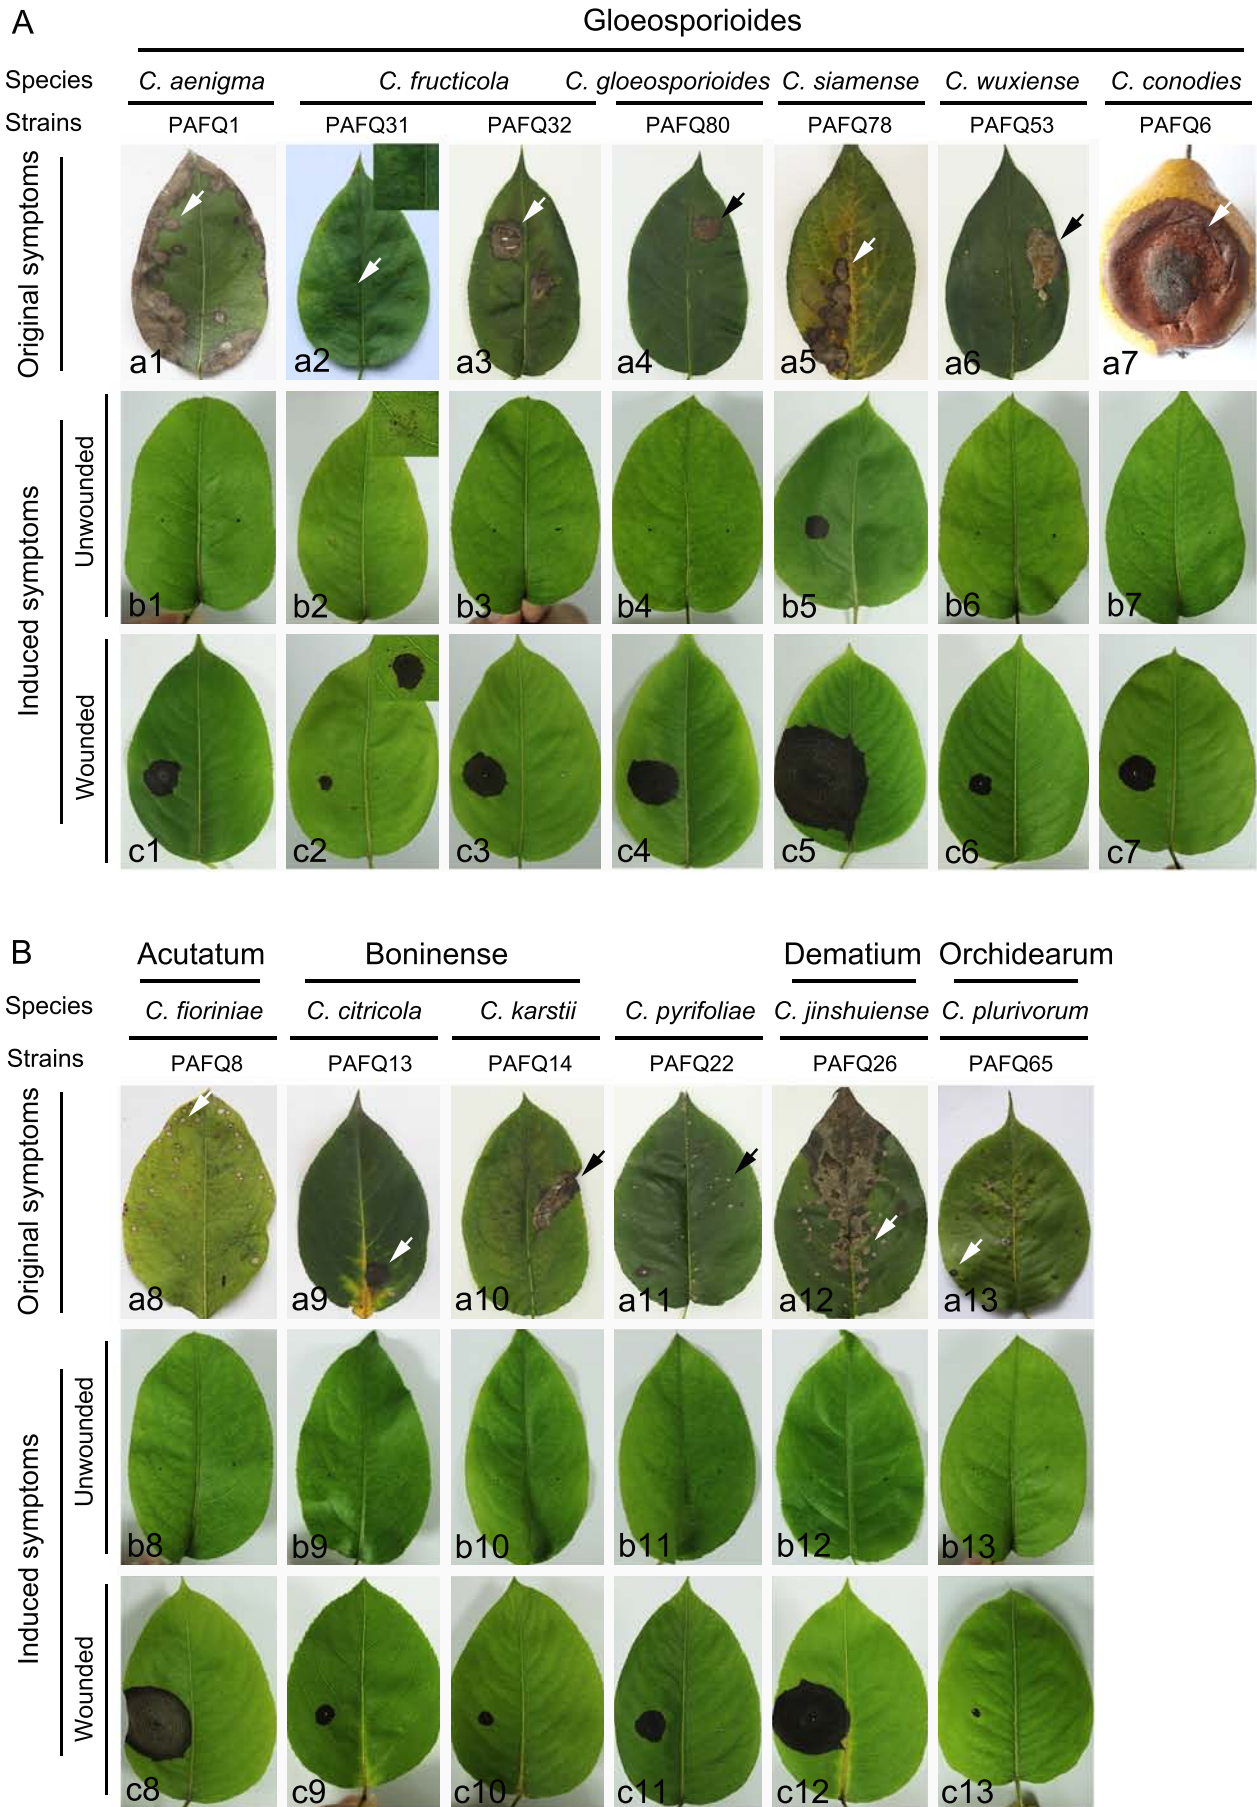 A
Gloeosporioides
Species C. aenigma C. fructicola C. gloeosporioides C. siamense C. wuxiense C. conodies
Strains PAFQ1 PAFQ31 PAFQ32 PAFQ80 PAFQ78 PAFQ53 PAFQ6
Original symptoms
a1 a2 a3 a4 a5 a6 a7
Induced symptoms
Unwounded
b1 b2 b3 b4 b5 b6 b7
Wounded
c1 c2 c3 c4 c5 c6 c7
B
Acutatum Boninense Dematium Orchidearum
Species C. fioriniae C. citricola C. karstii C. pyrifoliae C. jinshuiense C. plurivorum
Strains PAFQ8 PAFQ13 PAFQ14 PAFQ22 PAFQ26 PAFQ65
Original symptoms
a8 a9 a10 a11 a12 a13
Induced symptoms
Unwounded
b8 b9 b10 b11 b12 b13
Wounded
c8 c9 c10 c11 c12 c13